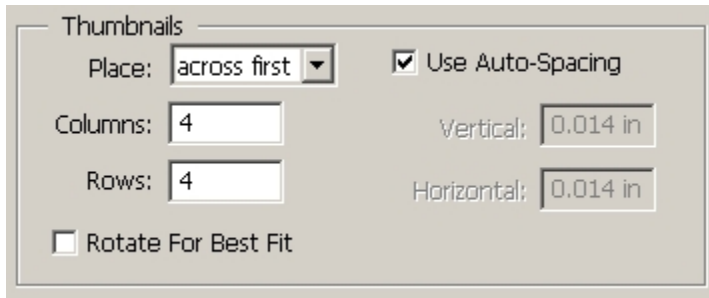 Thumbnails
Place: across first
Use Auto-Spacing
Columns: 4
Vertical: 0.014 in
Rows: 4
Horizontal: 0.014 in
Rotate For Best Fit